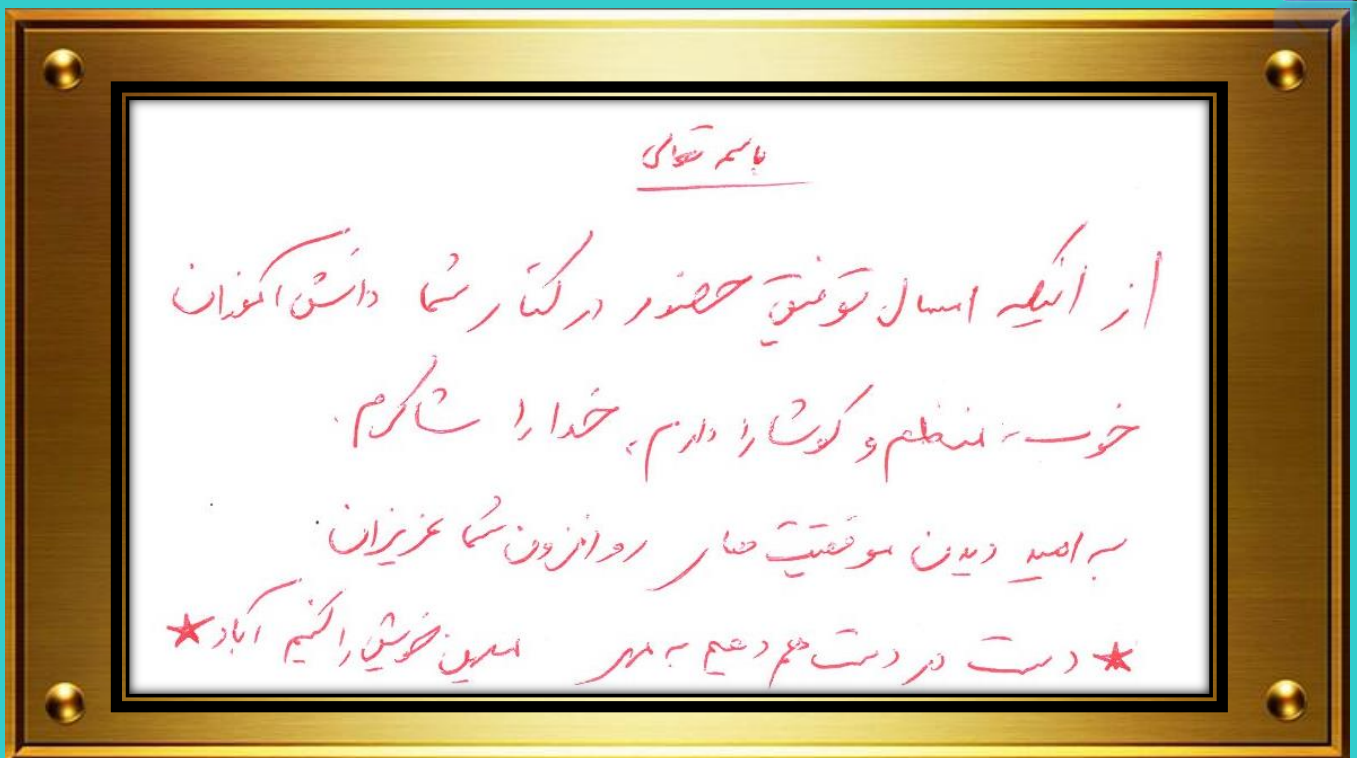 باسمه تعالی
از اینکه امسال توفیق حضور در کنار شما دانش آموزان
خوب، منظم و کوشا را دارم، خدا را شاکرم.
به امید دیدن موفقیت های روزافزون شما عزیزان.
★ دست در دست هم دهیم به مهر میهن خویش را کنیم آباد ★